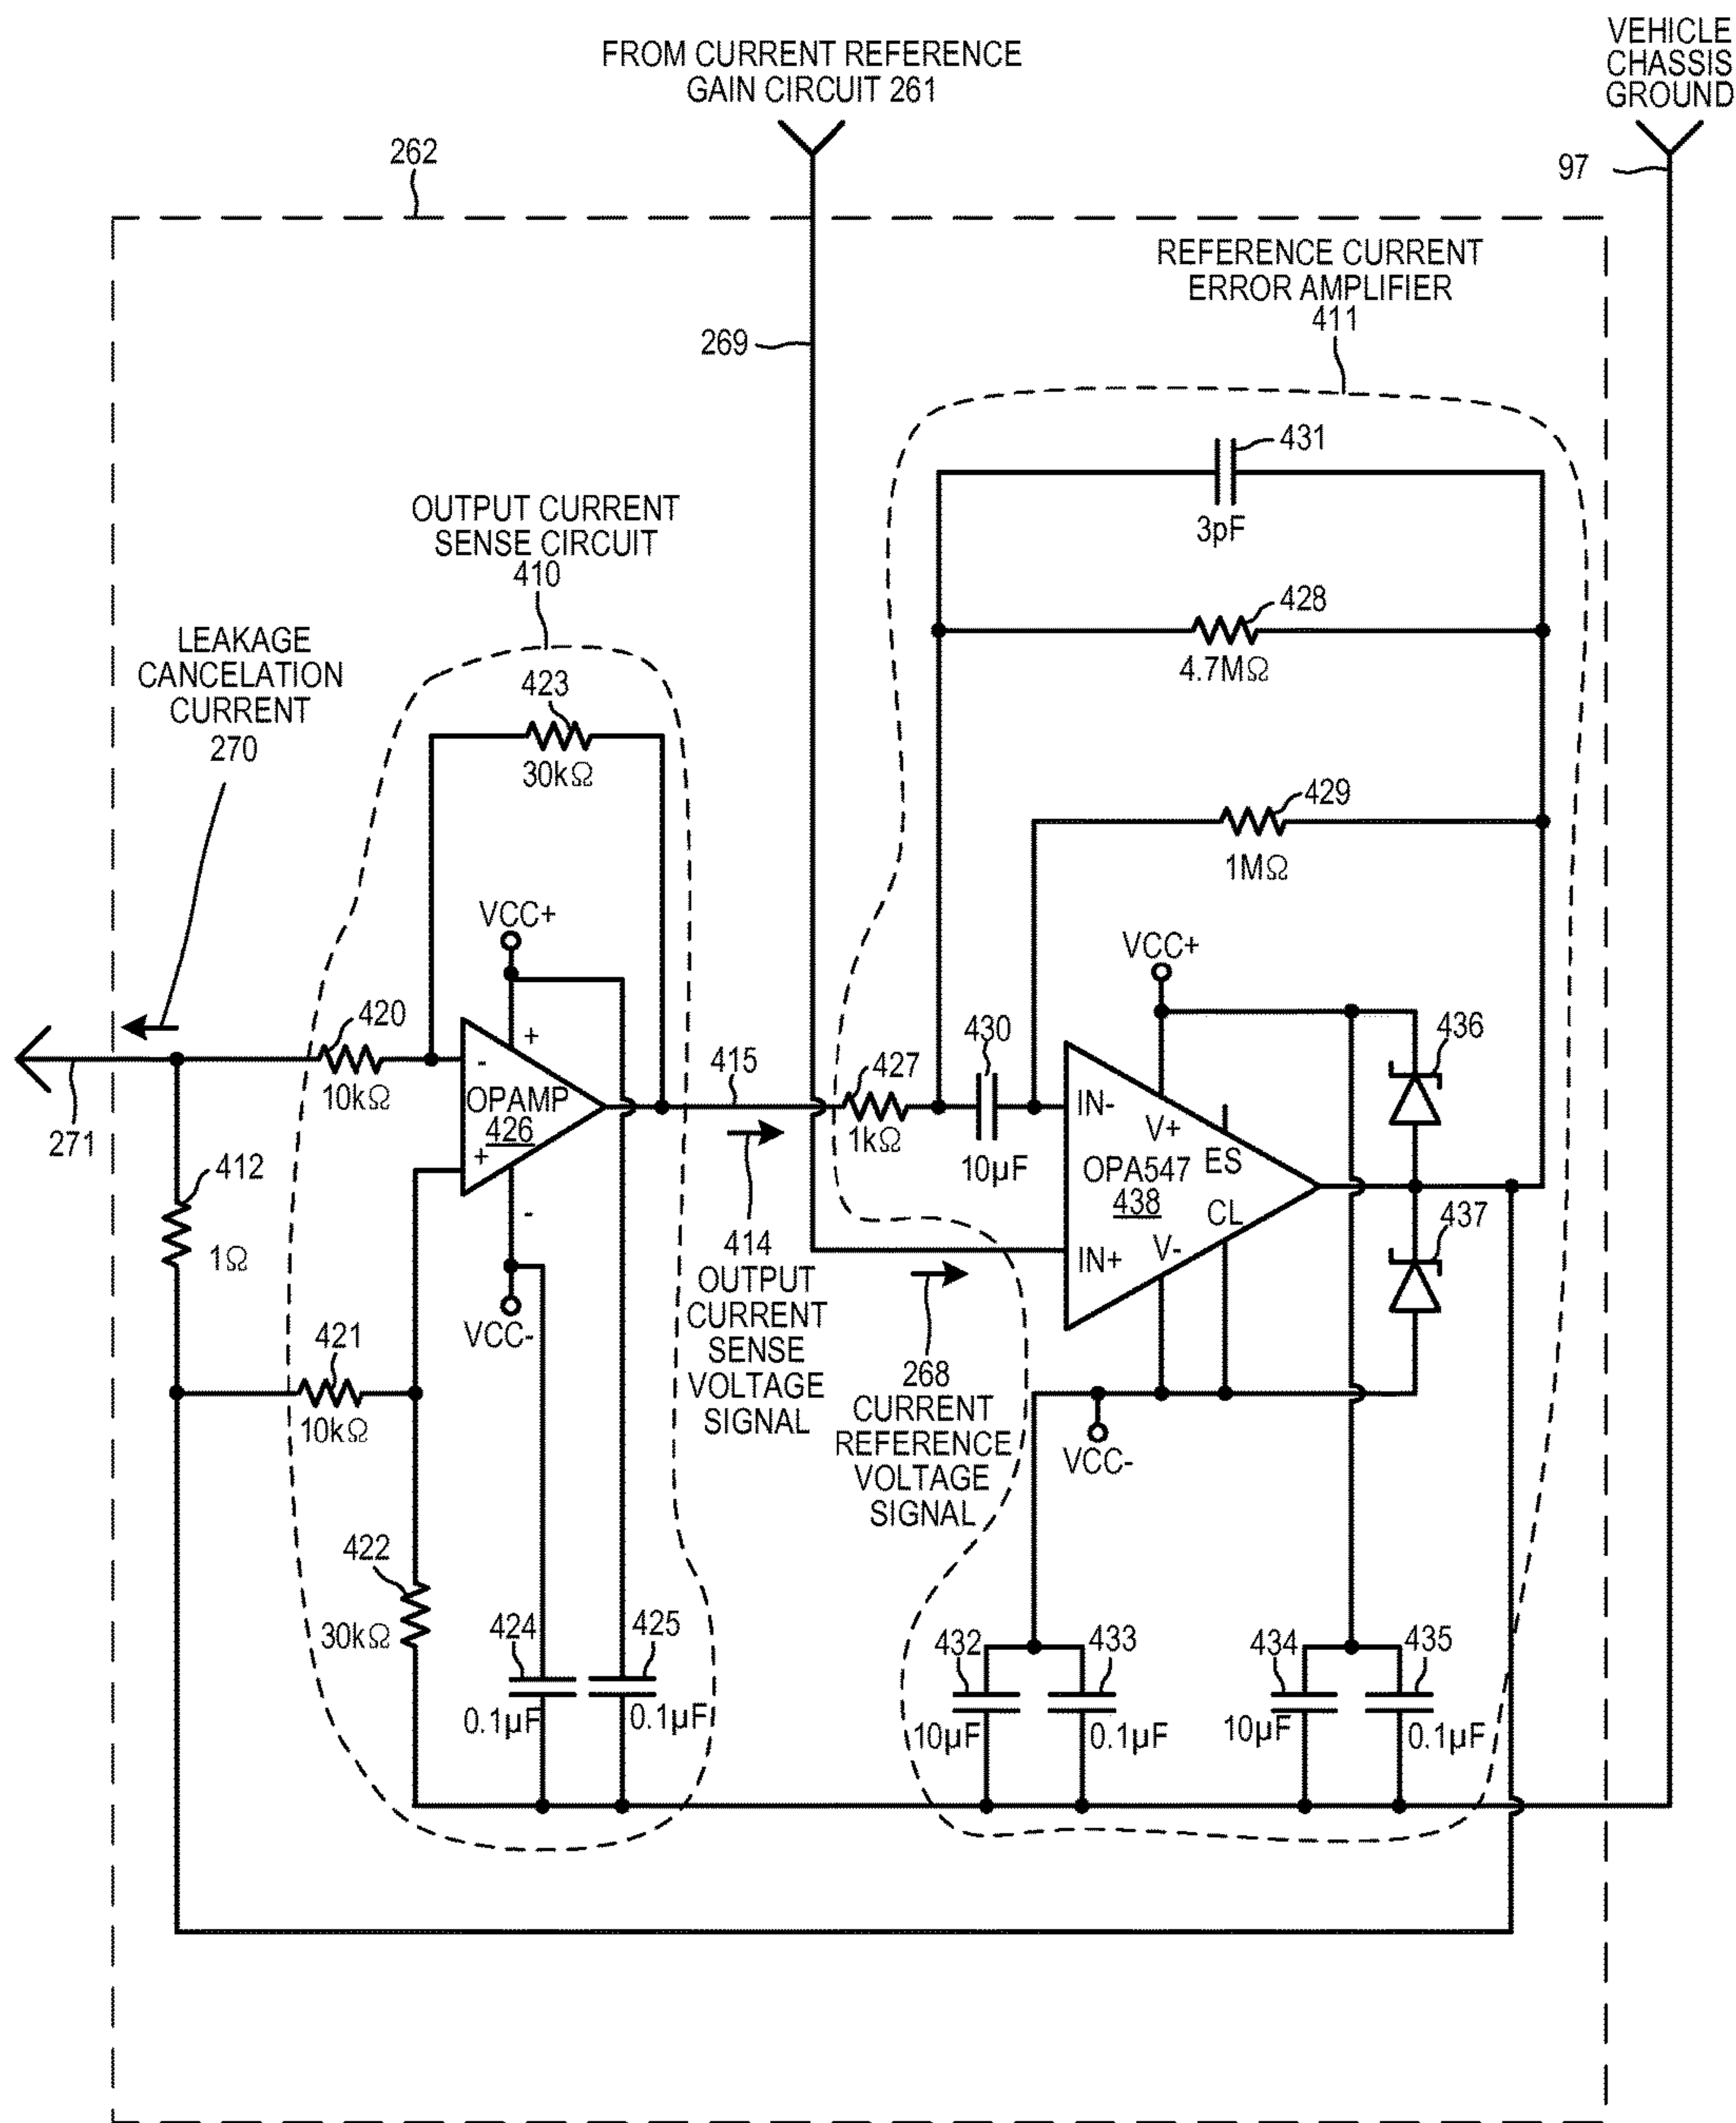 FROM CURRENT REFERENCE
GAIN CIRCUIT 261
VEHICLE
CHASSIS
GROUND
97
262
REFERENCE CURRENT
ERROR AMPLIFIER
411
269
431
3pF
OUTPUT CURRENT
SENSE CIRCUIT
410
428
4.7MΩ
LEAKAGE
CANCELATION
CURRENT
270
423
30kΩ
429
1MΩ
VCC+
VCC+
420
10kΩ
-
+
OPAMP
426
+
-
VCC-
271
415
427
1kΩ
430
10µF
IN-
V+
ES
OPA547
438
CL
IN+
V-
436
437
412
1Ω
414
OUTPUT
CURRENT
SENSE
VOLTAGE
SIGNAL
421
10kΩ
268
CURRENT
REFERENCE
VOLTAGE
SIGNAL
VCC-
422
30kΩ
424
0.1µF
425
0.1µF
432
10µF
433
0.1µF
434
10µF
435
0.1µF